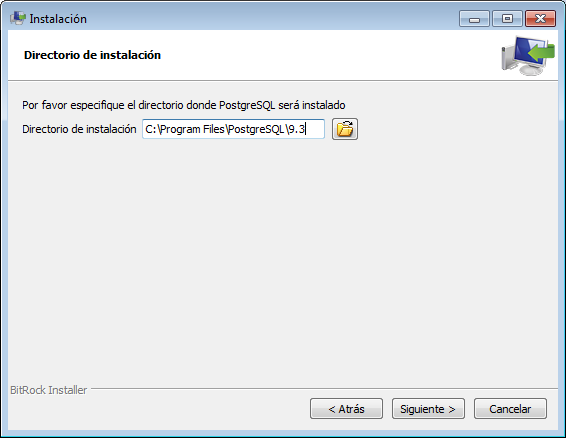 Instalación
Directorio de instalación
Por favor especifique el directorio donde PostgreSQL será instalado
Directorio de instalación C:\Program Files\PostgreSQL\9.3
BitRock Installer
< Atrás Siguiente > Cancelar